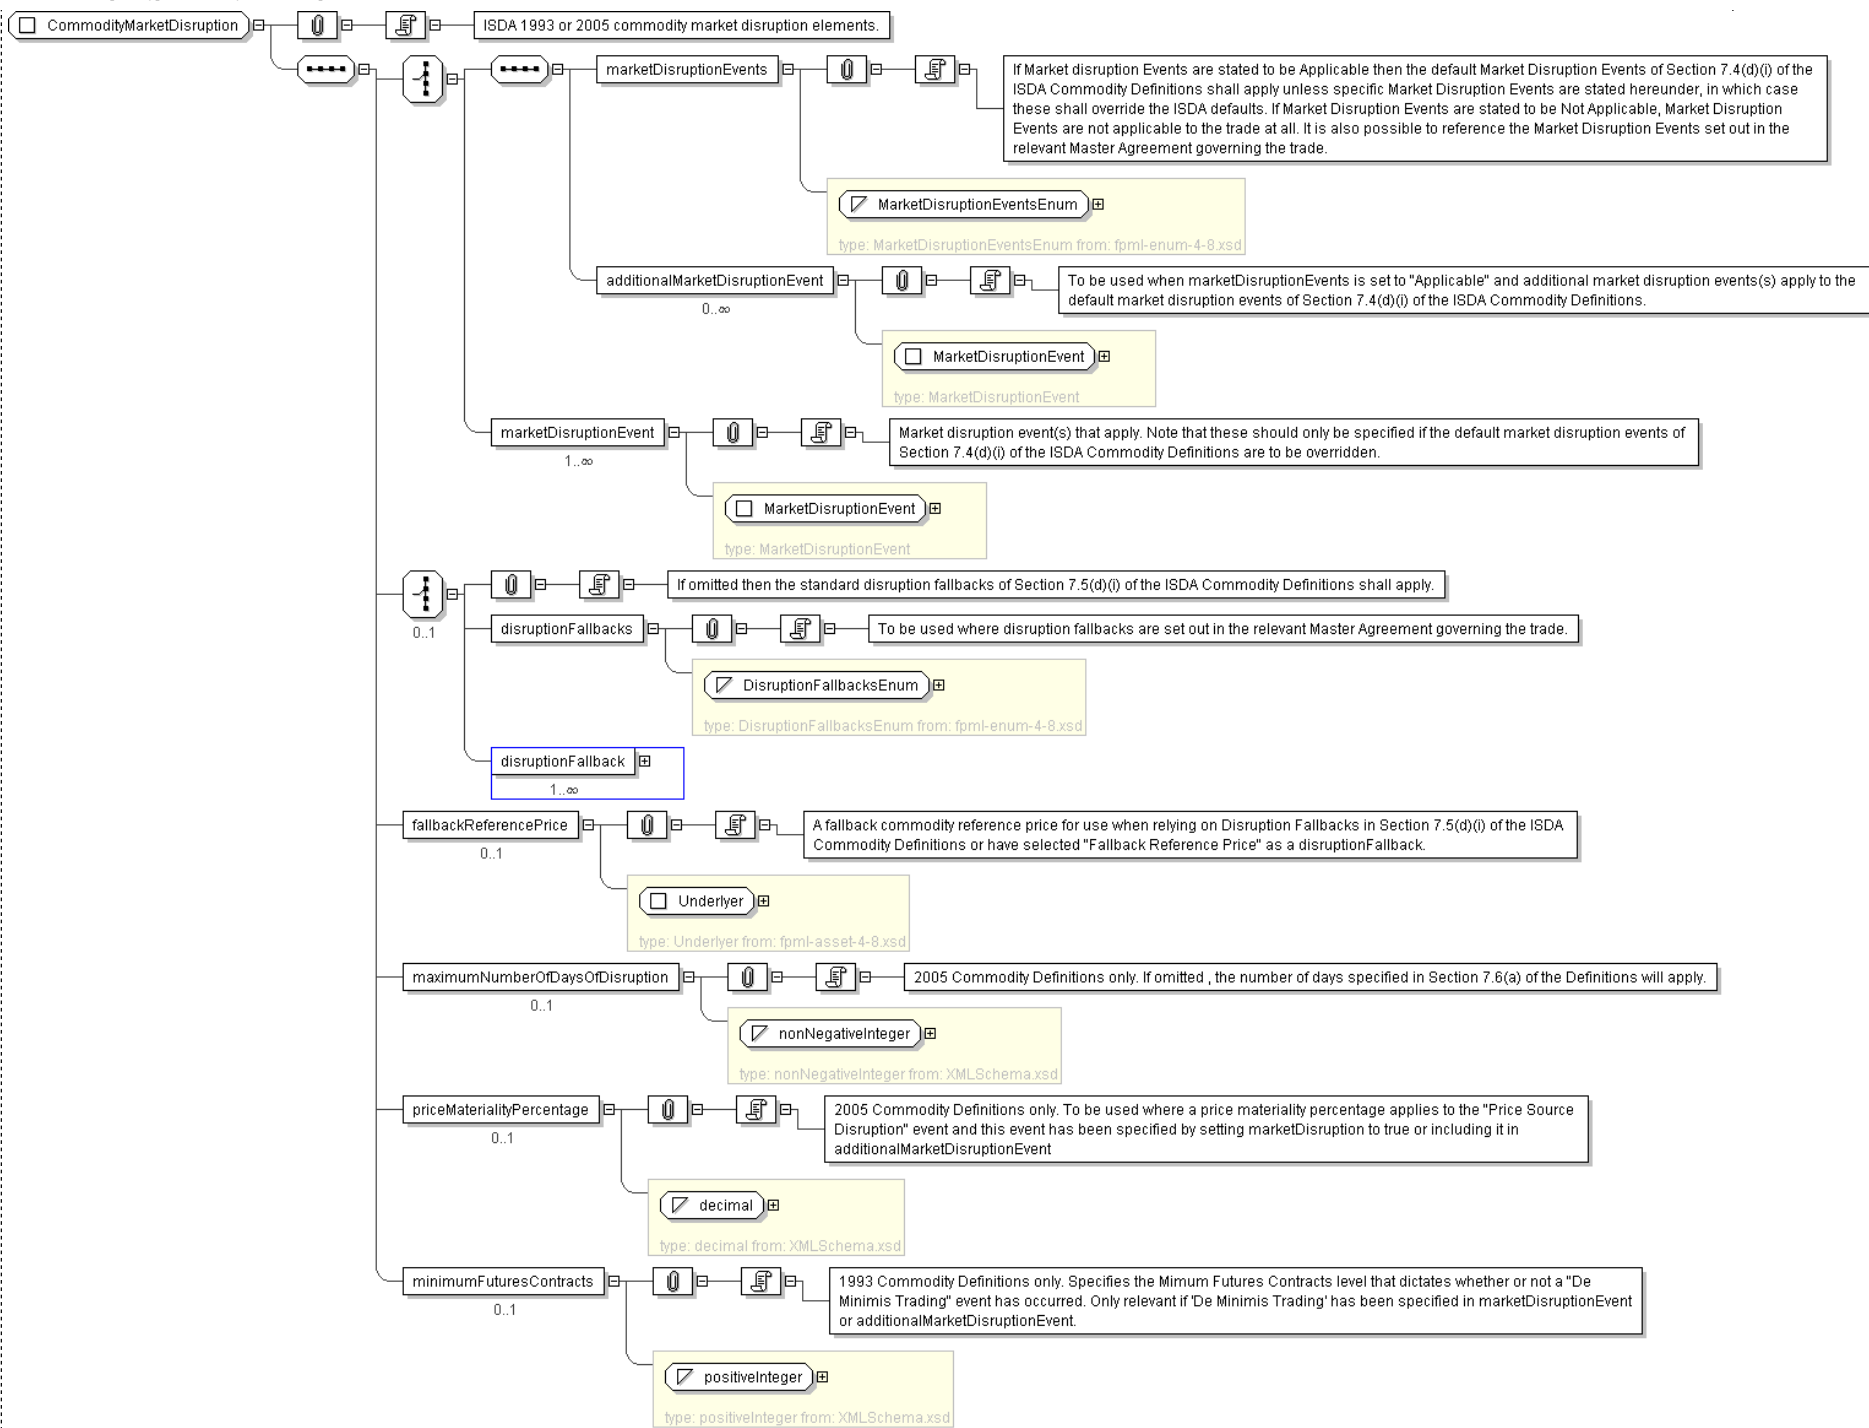 CommodityMarketDisruption
ISDA 1993 or 2005 commodity market disruption elements.
marketDisruptionEvents
If Market disruption Events are stated to be Applicable then the default Market Disruption Events of Section 7.4(d)(i) of the
ISDA Commodity Definitions shall apply unless specific Market Disruption Events are stated hereunder, in which case
these shall override the ISDA defaults. If Market Disruption Events are stated to be Not Applicable, Market Disruption
Events are not applicable to the trade at all. It is also possible to reference the Market Disruption Events set out in the
relevant Master Agreement governing the trade.
MarketDisruptionEventsEnum
type: MarketDisruptionEventsEnum from: fpml-enum-4-8.xsd
additionalMarketDisruptionEvent
0..∞
To be used when marketDisruptionEvents is set to "Applicable" and additional market disruption events(s) apply to the
default market disruption events of Section 7.4(d)(i) of the ISDA Commodity Definitions.
MarketDisruptionEvent
type: MarketDisruptionEvent
marketDisruptionEvent
1..∞
Market disruption event(s) that apply. Note that these should only be specified if the default market disruption events of
Section 7.4(d)(i) of the ISDA Commodity Definitions are to be overridden.
MarketDisruptionEvent
type: MarketDisruptionEvent
0..1
If omitted then the standard disruption fallbacks of Section 7.5(d)(i) of the ISDA Commodity Definitions shall apply.
disruptionFallbacks
To be used where disruption fallbacks are set out in the relevant Master Agreement governing the trade.
DisruptionFallbacksEnum
type: DisruptionFallbacksEnum from: fpml-enum-4-8.xsd
disruptionFallback
1..∞
fallbackReferencePrice
0..1
A fallback commodity reference price for use when relying on Disruption Fallbacks in Section 7.5(d)(i) of the ISDA
Commodity Definitions or have selected "Fallback Reference Price" as a disruptionFallback.
Underlyer
type: Underlyer from: fpml-asset-4-8.xsd
maximumNumberOfDaysOfDisruption
0..1
2005 Commodity Definitions only. If omitted , the number of days specified in Section 7.6(a) of the Definitions will apply.
nonNegativeInteger
type: nonNegativeInteger from: XMLSchema.xsd
priceMaterialityPercentage
0..1
2005 Commodity Definitions only. To be used where a price materiality percentage applies to the "Price Source
Disruption" event and this event has been specified by setting marketDisruption to true or including it in
additionalMarketDisruptionEvent
decimal
type: decimal from: XMLSchema.xsd
minimumFuturesContracts
0..1
1993 Commodity Definitions only. Specifies the Mimum Futures Contracts level that dictates whether or not a "De
Minimis Trading" event has occurred. Only relevant if 'De Minimis Trading' has been specified in marketDisruptionEvent
or additionalMarketDisruptionEvent.
positiveInteger
type: positiveInteger from: XMLSchema.xsd